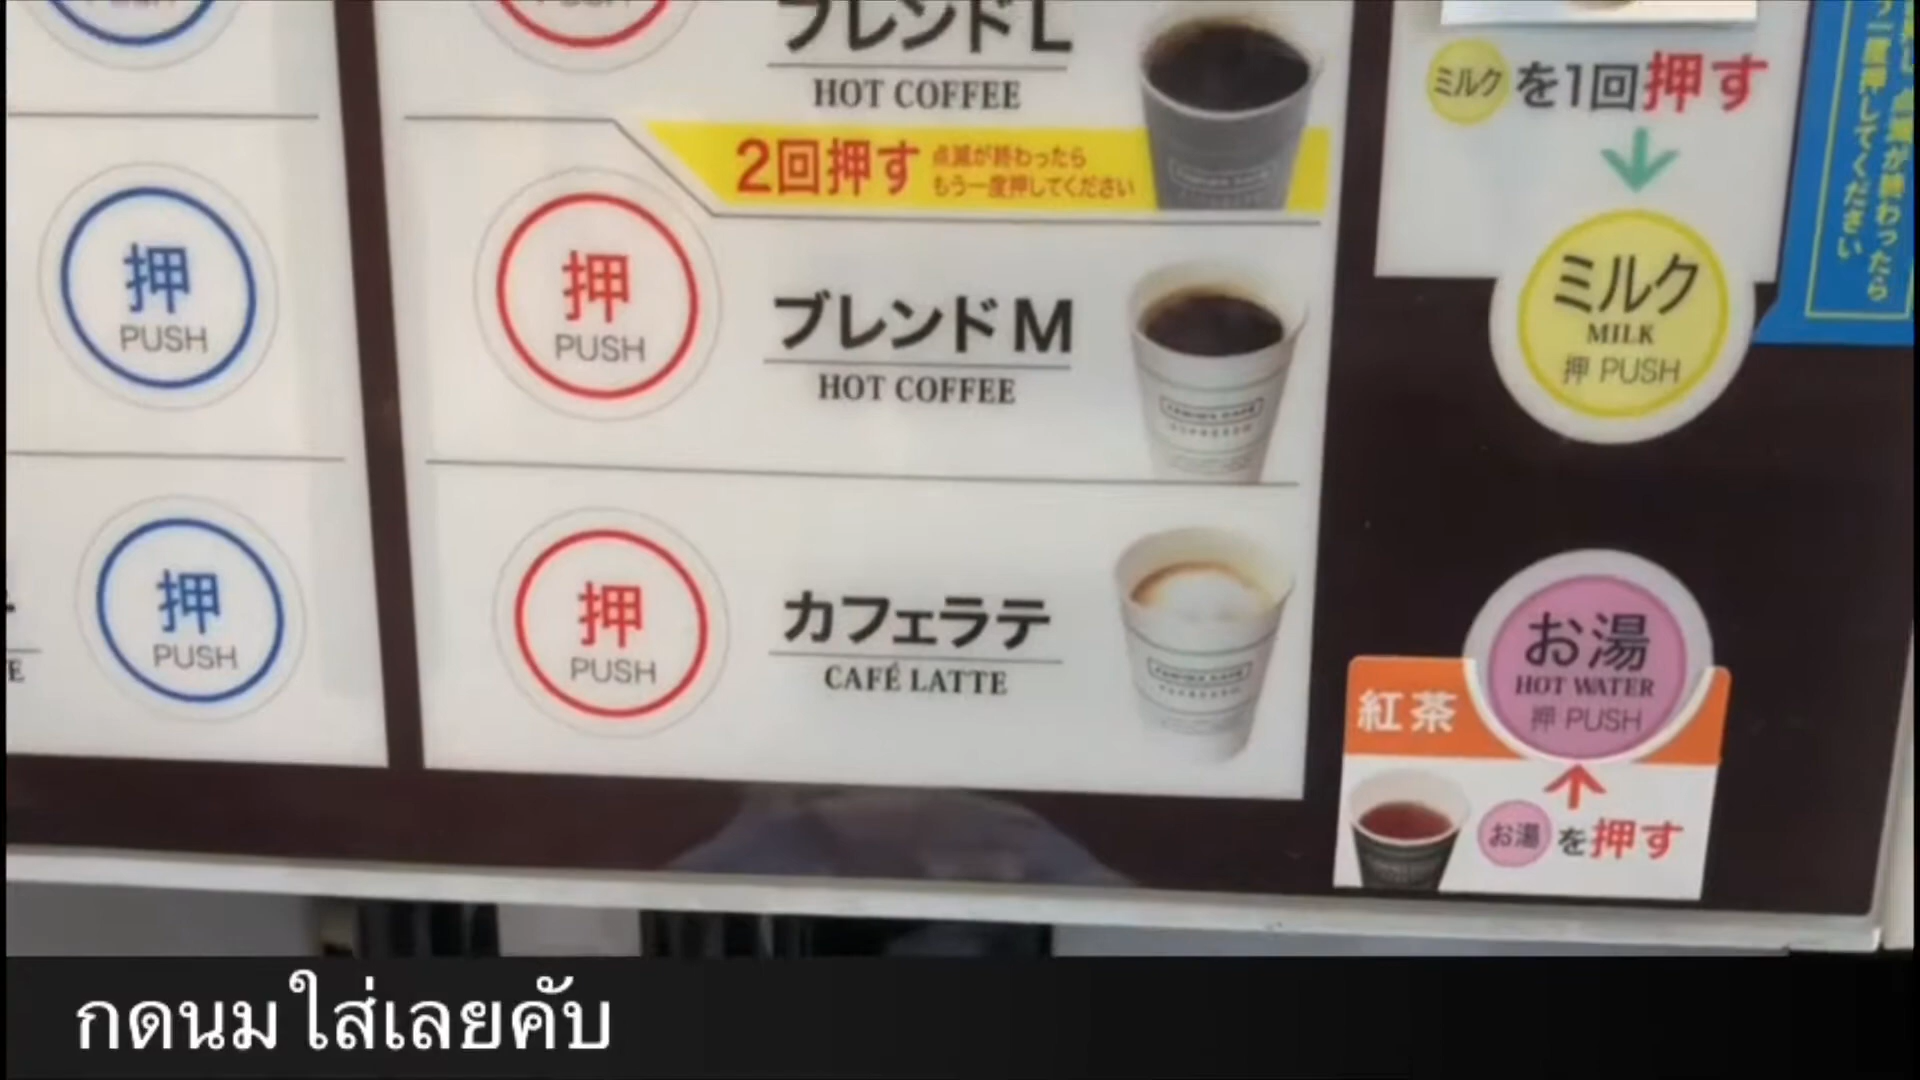 ブレンド L
HOT COFFEE
2回押す
点滅が終わったら
もう一度押してください
押
PUSH
押
PUSH
ブレンド M
HOT COFFEE
押
PUSH
押
PUSH
カフェラテ
CAFÉ LATTE
ミルク を1回押す
ミルク
MILK
押 PUSH
お湯
HOT WATER
押 PUSH
紅茶
お湯 を押す
กดนมใส่เลยคับ